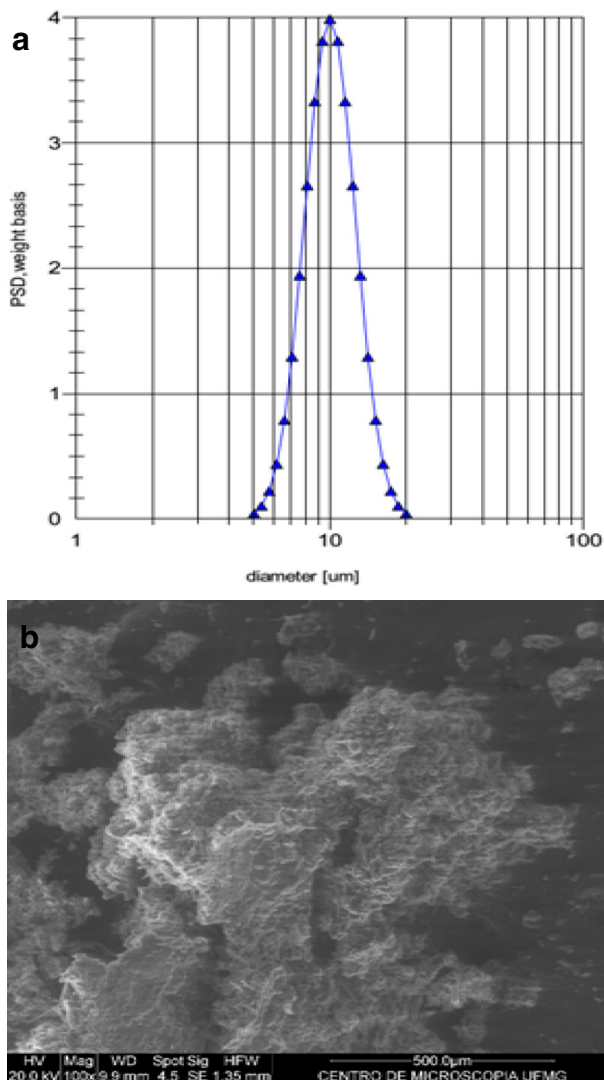 a
4
3
2
1
0
PSD,weight basis
1 10 100
diameter [um]
b
HV Mag WD Spot Sig HFW 500.0µm
20.0 kV 100x 9.9 mm 4.5 SE 1.35 mm CENTRO DE MICROSCOPIA UFMG